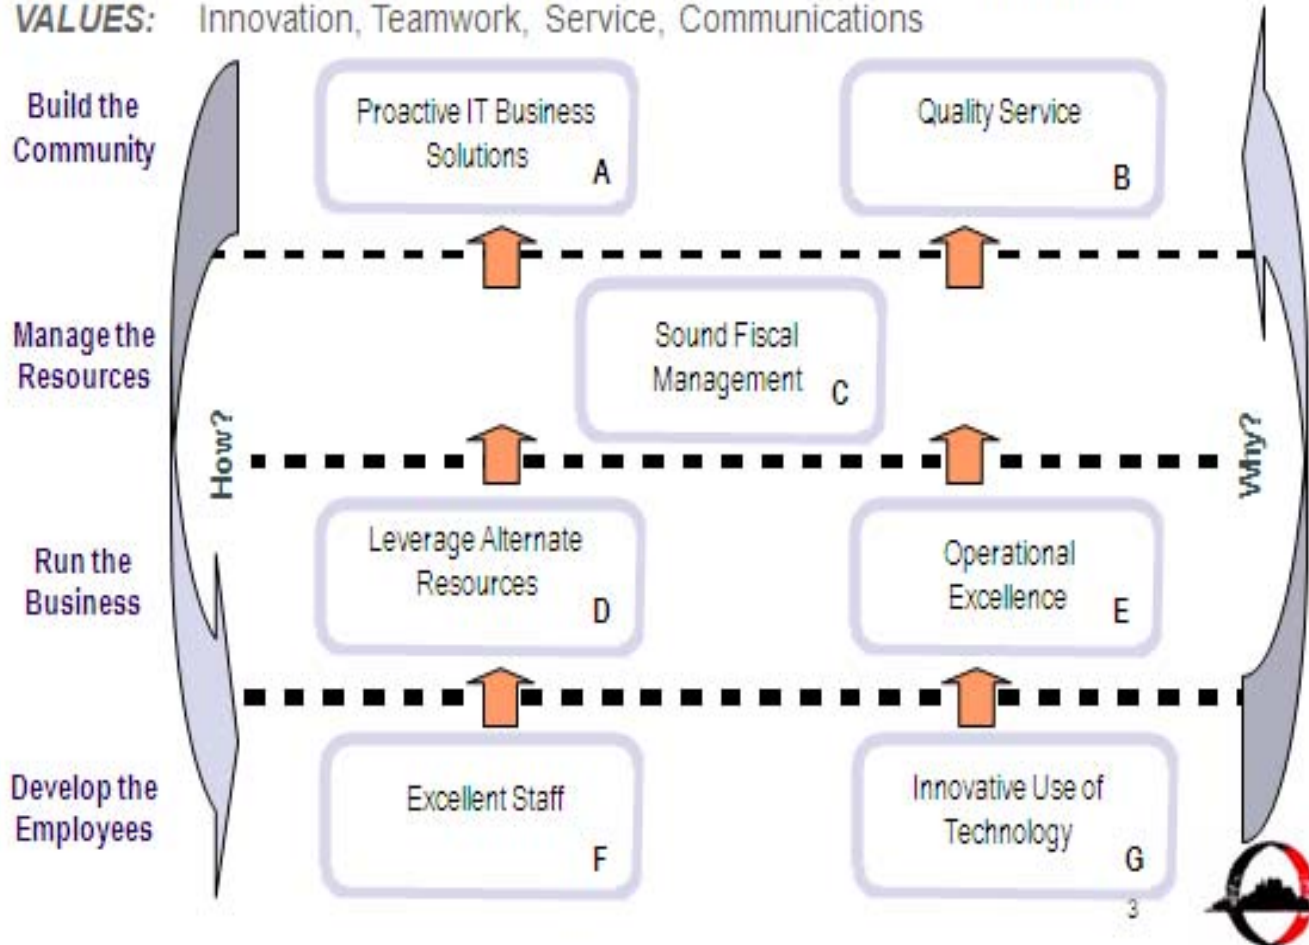 VALUES: Innovation, Teamwork, Service, Communications
Build the
Community
Proactive IT Business
Solutions
A
Quality Service
B
Manage the
Resources
Sound Fiscal
Management
C
How?
Why?
Run the
Business
Leverage Alternate
Resources
D
Operational
Excellence
E
Develop the
Employees
Excellent Staff
F
Innovative Use of
Technology
G
3